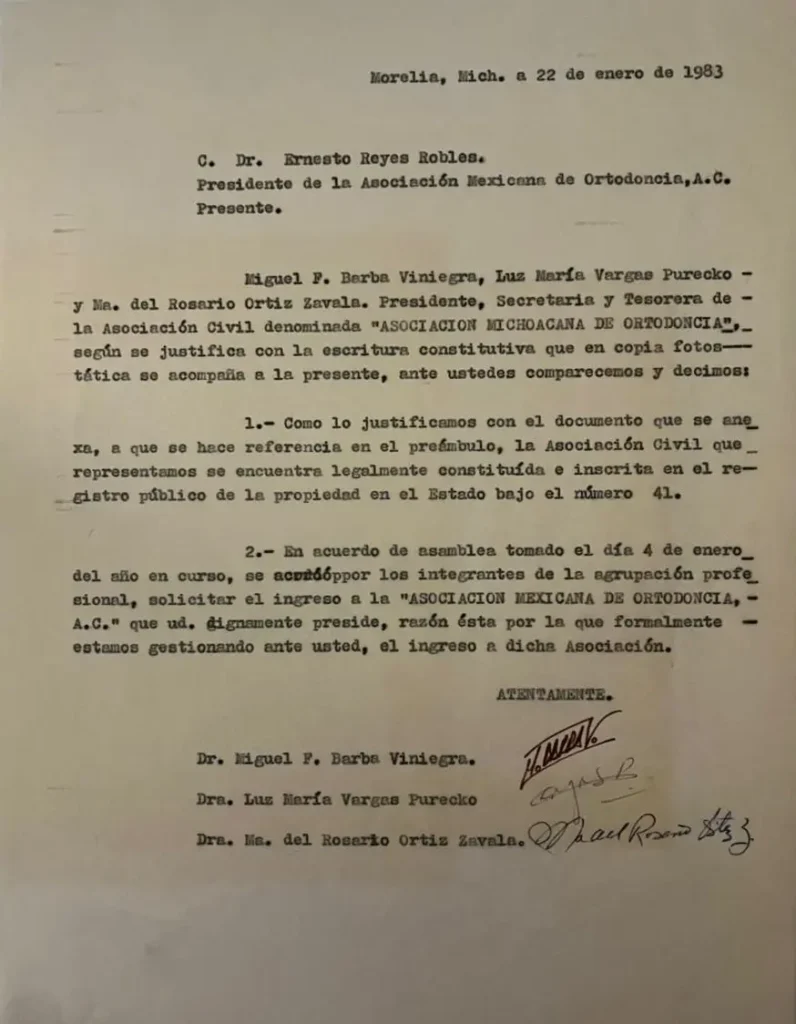 Morelia, Mich. a 22 de enero de 1983
C. Dr. Ernesto Reyes Robles.
Presidente de la Asociación Mexicana de Ortodoncia,A.C.
Presente.
Miguel F. Barba Viniegra, Luz María Vargas Purecko -
y Ma. del Rosario Ortiz Zavala. Presidente, Secretaria y Tesorera de -
la Asociación Civil denominada "ASOCIACION MICHOACANA DE ORTODONCIA",_
según se justifica con la escritura constitutiva que en copia fotos--
tática se acompaña a la presente, ante ustedes comparecemos y decimos:
1.- Como lo justificamos con el documento que se ane_
xa, a que se hace referencia en el preámbulo, la Asociación Civil que _
representamos se encuentra legalmente constituída e inscrita en el re-
gistro público de la propiedad en el Estado bajo el número 41.
2.- En acuerdo de asamblea tomado el día 4 de enero_
del año en curso, se acordóppor los integrantes de la agrupación profe_
sional, solicitar el ingreso a la "ASOCIACION MEXICANA DE ORTODONCIA, -
A.C." que ud. dignamente preside, razón ésta por la que formalmente -
estamos gestionando ante usted, el ingreso a dicha Asociación.
ATENTAMENTE.
Dr. Miguel F. Barba Viniegra.
Dra. Luz María Vargas Purecko
Dra. Ma. del Rosario Ortiz Zavala.